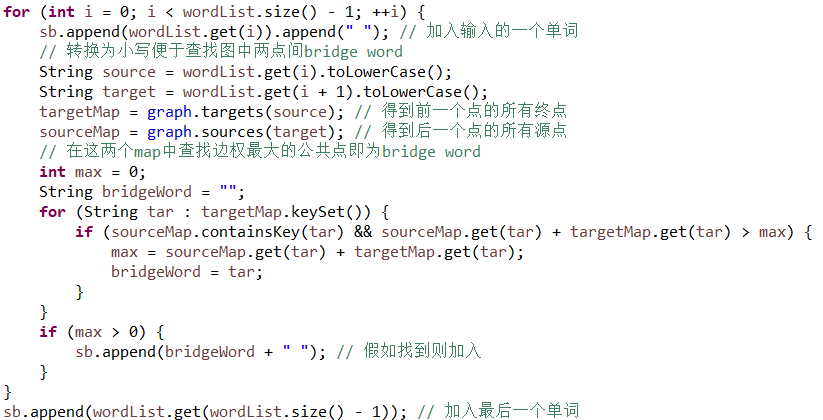 for (int i = 0; i < wordList.size() - 1; ++i) {
    sb.append(wordList.get(i)).append(" "); // 加入输入的一个单词
    // 转换为小写便于查找图中两点间bridge word
    String source = wordList.get(i).toLowerCase();
    String target = wordList.get(i + 1).toLowerCase();
    targetMap = graph.targets(source); // 得到前一个点的所有终点
    sourceMap = graph.sources(target); // 得到后一个点的所有源点
    // 在这两个map中查找边权最大的公共点即为bridge word
    int max = 0;
    String bridgeWord = "";
    for (String tar : targetMap.keySet()) {
        if (sourceMap.containsKey(tar) && sourceMap.get(tar) + targetMap.get(tar) > max) {
            max = sourceMap.get(tar) + targetMap.get(tar);
            bridgeWord = tar;
        }
    }
    if (max > 0) {
        sb.append(bridgeWord + " "); // 假如找到则加入
    }
}
sb.append(wordList.get(wordList.size() - 1)); // 加入最后一个单词